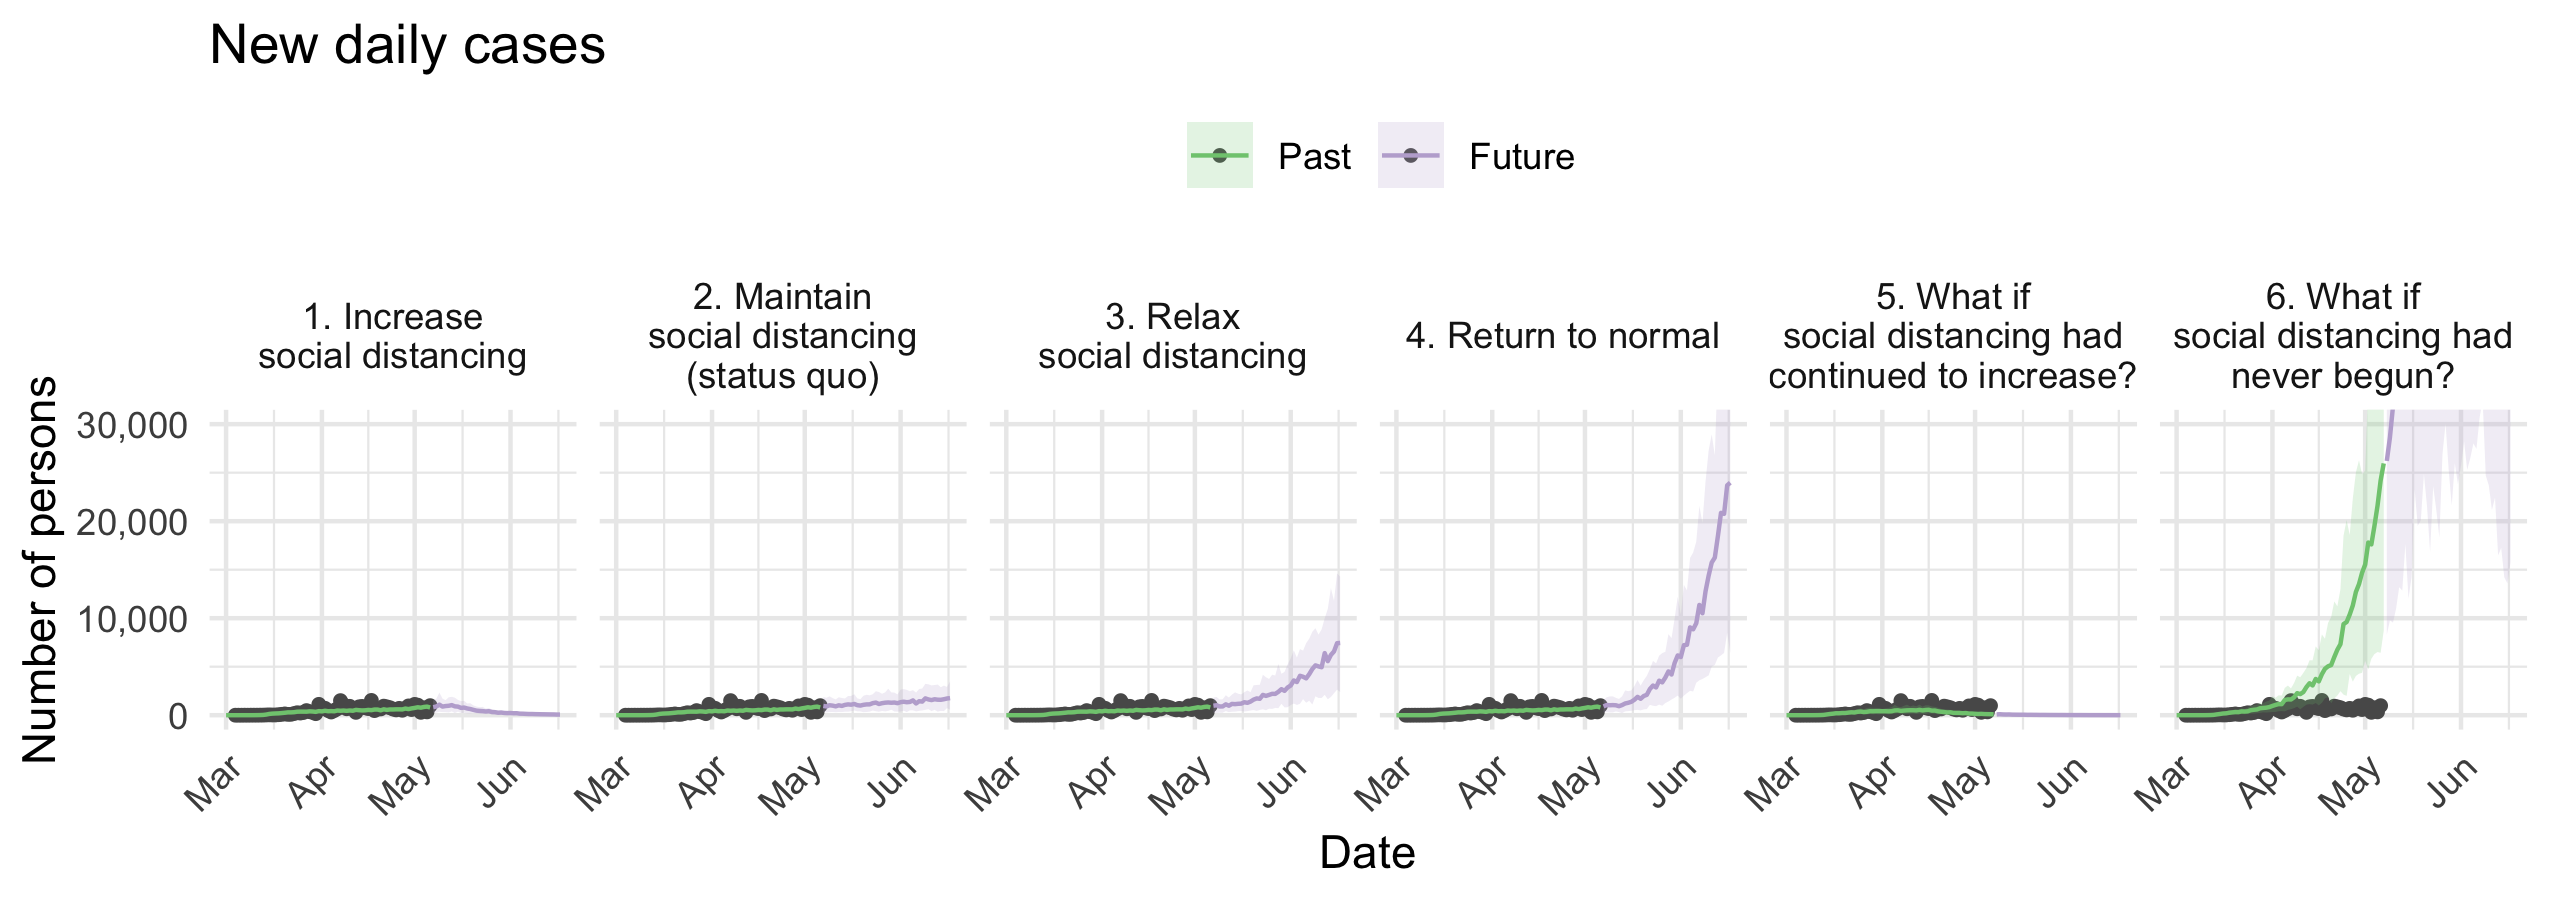 New daily cases
Past
Future
1. Increase
social distancing
2. Maintain
social distancing
(status quo)
3. Relax
social distancing
4. Return to normal
5. What if
social distancing had
continued to increase?
6. What if
social distancing had
never begun?
Number of persons
30,000
20,000
10,000
0
Mar
Apr
May
Jun
Mar
Apr
May
Jun
Mar
Apr
May
Jun
Mar
Apr
May
Jun
Mar
Apr
May
Jun
Mar
Apr
May
Jun
Date